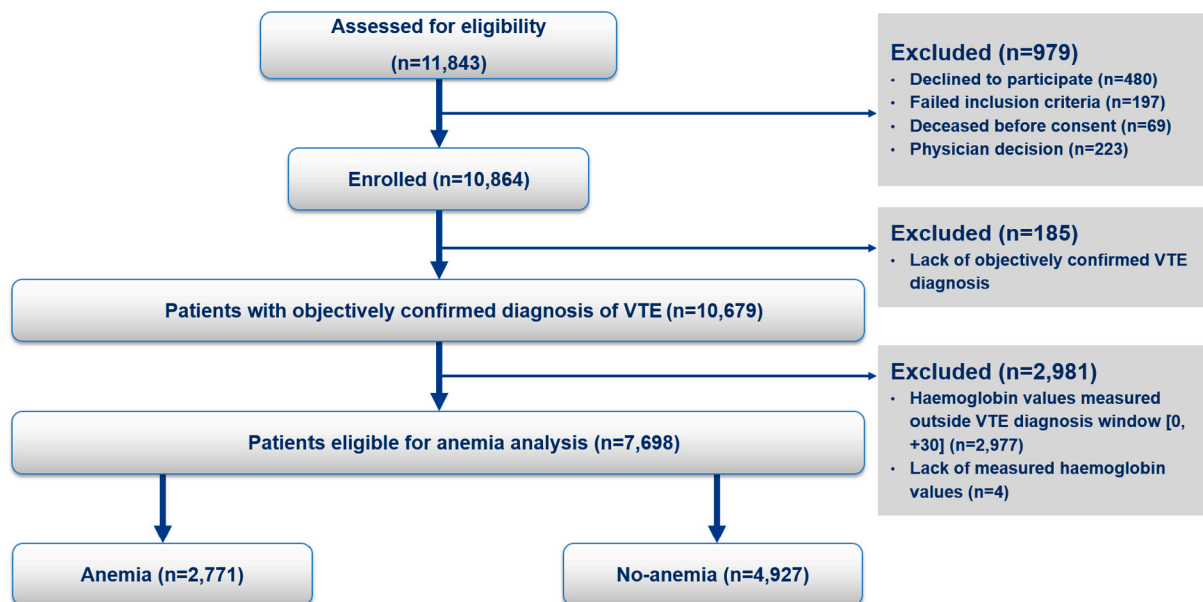 Assessed for eligibility
(n=11,843)
Excluded (n=979)
• Declined to participate (n=480)
• Failed inclusion criteria (n=197)
• Deceased before consent (n=69)
• Physician decision (n=223)
Enrolled (n=10,864)
Excluded (n=185)
• Lack of objectively confirmed VTE
diagnosis
Patients with objectively confirmed diagnosis of VTE (n=10,679)
Excluded (n=2,981)
• Haemoglobin values measured
outside VTE diagnosis window [0,
+30] (n=2,977)
• Lack of measured haemoglobin
values (n=4)
Patients eligible for anemia analysis (n=7,698)
Anemia (n=2,771)
No-anemia (n=4,927)